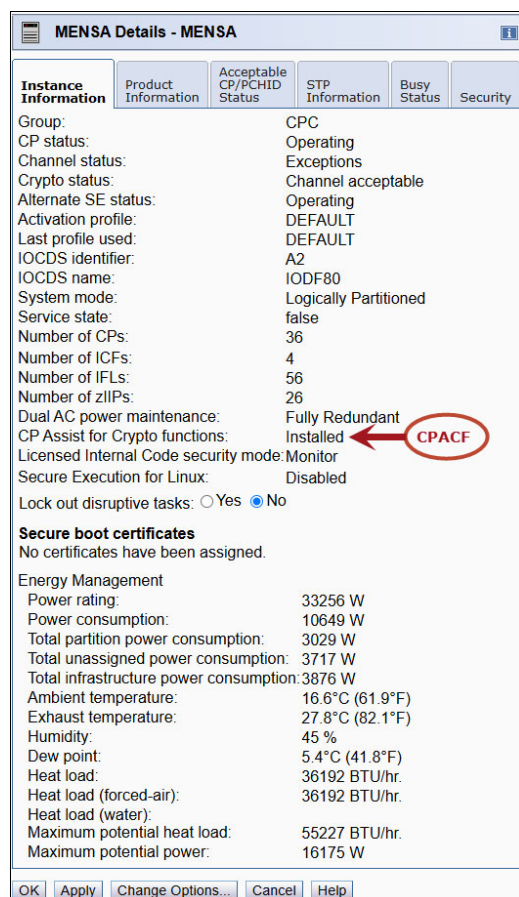 MENSA Details - MENSA
Instance Information
Product Information
Acceptable CP/PCHID Status
STP Information
Busy Status
Security
Group: CPC
CP status: Operating
Channel status: Exceptions
Crypto status: Channel acceptable
Alternate SE status: Operating
Activation profile: DEFAULT
Last profile used: DEFAULT
IOCDS identifier: A2
IOCDS name: IODF80
System mode: Logically Partitioned
Service state: false
Number of CPs: 36
Number of ICFs: 4
Number of IFLs: 56
Number of zIIPs: 26
Dual AC power maintenance: Fully Redundant
CP Assist for Crypto functions: Installed CPACF
Licensed Internal Code security mode: Monitor
Secure Execution for Linux: Disabled
Lock out disruptive tasks: Yes No
Secure boot certificates
No certificates have been assigned.
Energy Management
Power rating: 33256 W
Power consumption: 10649 W
Total partition power consumption: 3029 W
Total unassigned power consumption: 3717 W
Total infrastructure power consumption: 3876 W
Ambient temperature: 16.6°C (61.9°F)
Exhaust temperature: 27.8°C (82.1°F)
Humidity: 45 %
Dew point: 5.4°C (41.8°F)
Heat load: 36192 BTU/hr.
Heat load (forced-air): 36192 BTU/hr.
Heat load (water):
Maximum potential heat load: 55227 BTU/hr.
Maximum potential power: 16175 W
OK Apply Change Options... Cancel Help